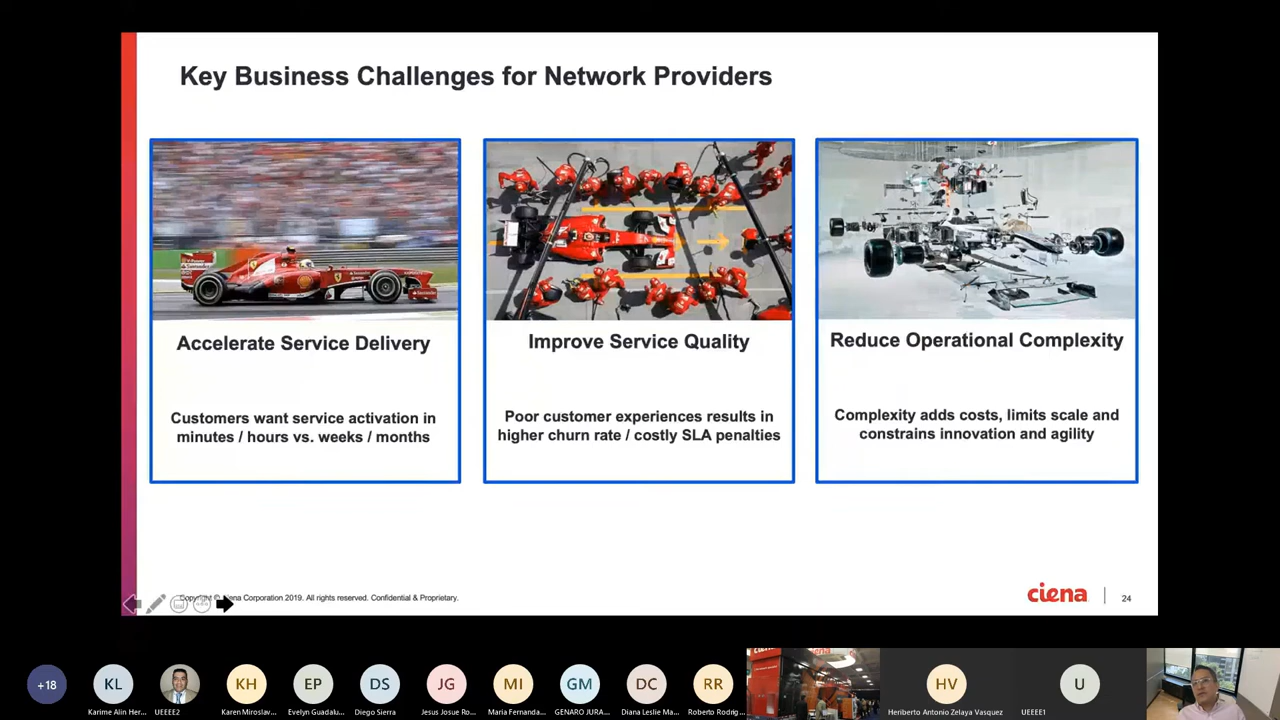 Key Business Challenges for Network Providers
Accelerate Service Delivery
Customers want service activation in
minutes / hours vs. weeks / months
Improve Service Quality
Poor customer experiences results in
higher churn rate / costly SLA penalties
Reduce Operational Complexity
Complexity adds costs, limits scale and
constrains innovation and agility
Copyright © Ciena Corporation 2019. All rights reserved. Confidential & Proprietary.
ciena
24
+18
KL
KH
EP
DS
JG
MI
GM
DC
RR
HV
U
Karime Alin Her...
UEEEE2
Karen Miroslav...
Evelyn Guadalu...
Diego Sierra
Jesus Josue Ro...
Maria Fernanda...
GENARO JURA...
Diana Leslie Ma...
Roberto Rodrig...
Heriberto Antonio Zelaya Vasquez
UEEEE1